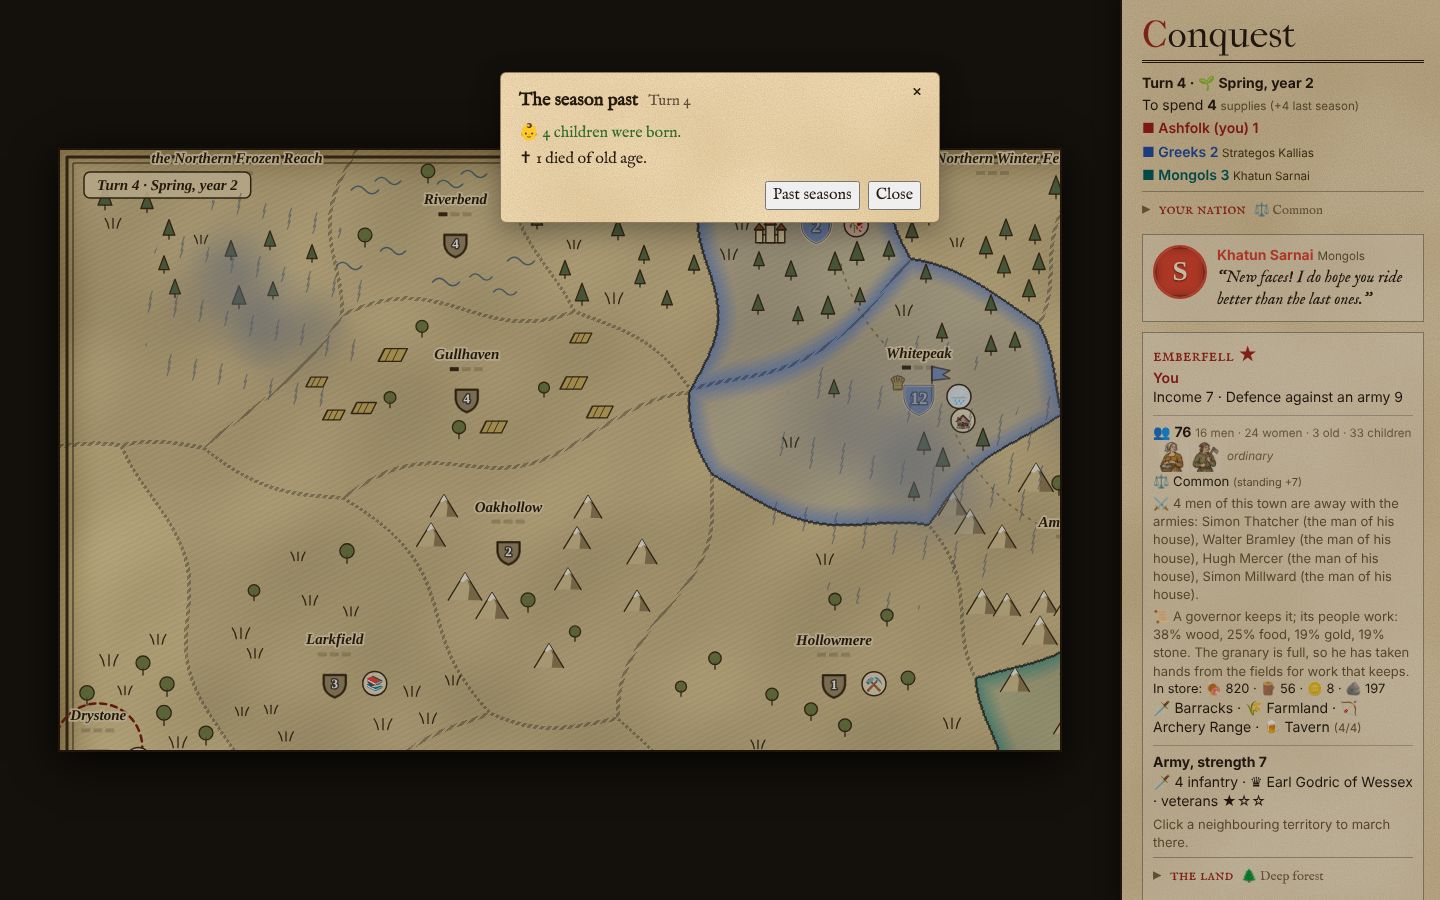 the Northern Frozen Reach
Northern Winter Fe
Turn 4 · Spring, year 2
Riverbend
4
2
Gullhaven
4
Whitepeak
12
Oakhollow
2
Am
Larkfield
3
Hollowmere
1
Drystone
The season past Turn 4
×
4 children were born.
1 died of old age.
Past seasons
Close
Conquest
Turn 4 · Spring, year 2
To spend 4 supplies (+4 last season)
Ashfolk (you) 1
Greeks 2 Strategos Kallias
Mongols 3 Khatun Sarnai
YOUR NATION Common
S
Khatun Sarnai Mongols
“New faces! I do hope you ride
better than the last ones.”
EMBERFELL ★
You
Income 7 · Defence against an army 9
76 16 men · 24 women · 3 old · 33 children
ordinary
Common (standing +7)
4 men of this town are away with the
armies: Simon Thatcher (the man of his
house), Walter Bramley (the man of his
house), Hugh Mercer (the man of his
house), Simon Millward (the man of his
house).
A governor keeps it; its people work:
38% wood, 25% food, 19% gold, 19%
stone. The granary is full, so he has taken
hands from the fields for work that keeps.
In store: 820 · 56 · 8 · 197
Barracks · Farmland ·
Archery Range · Tavern (4/4)
Army, strength 7
4 infantry · Earl Godric of Wessex
· veterans ★☆☆
Click a neighbouring territory to march
there.
THE LAND Deep forest